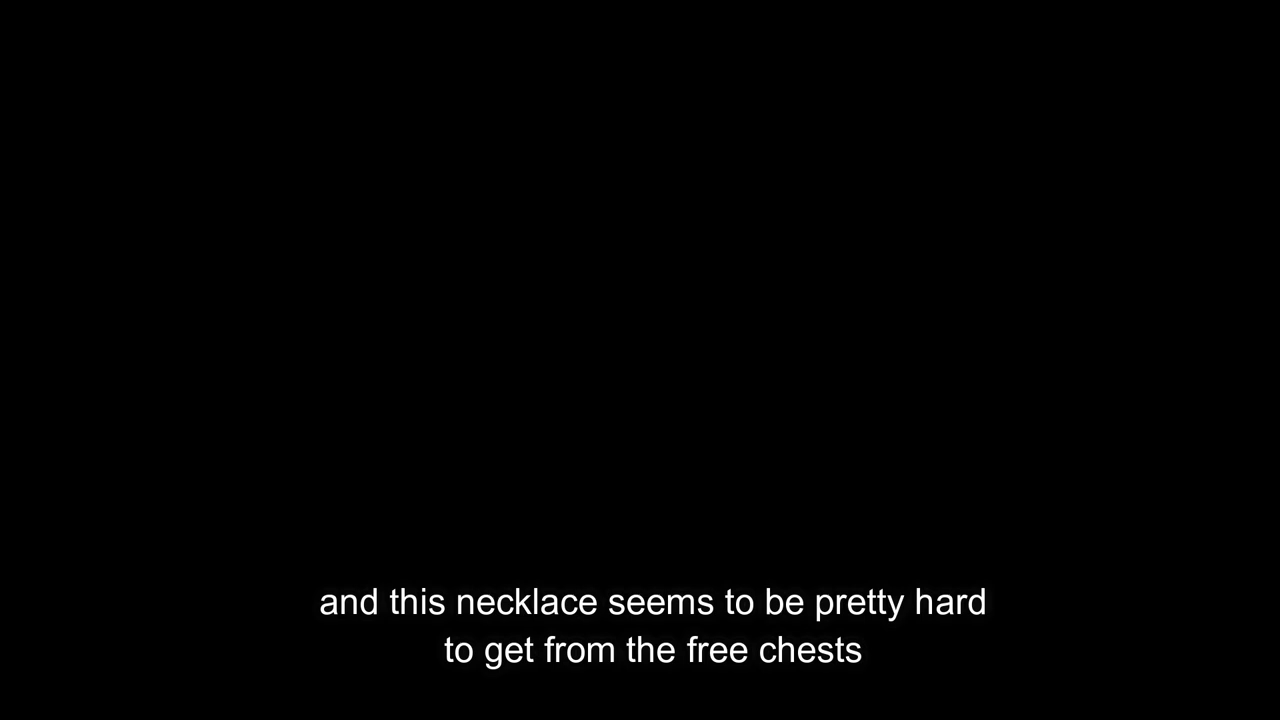 and this necklace seems to be pretty hard
to get from the free chests